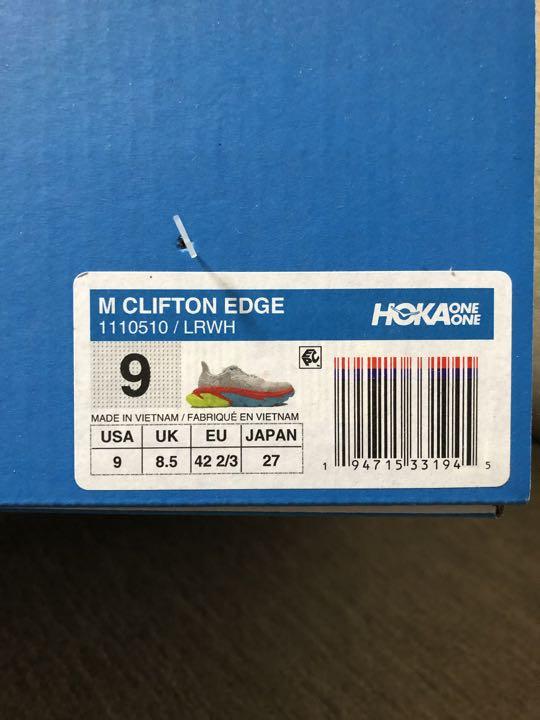 M CLIFTON EDGE
1110510 / LRWH
HOKA ONE ONE
9
MADE IN VIETNAM / FABRIQUÉ EN VIETNAM
USA UK EU JAPAN
9 8.5 42 2/3 27
1 94715 33194 5